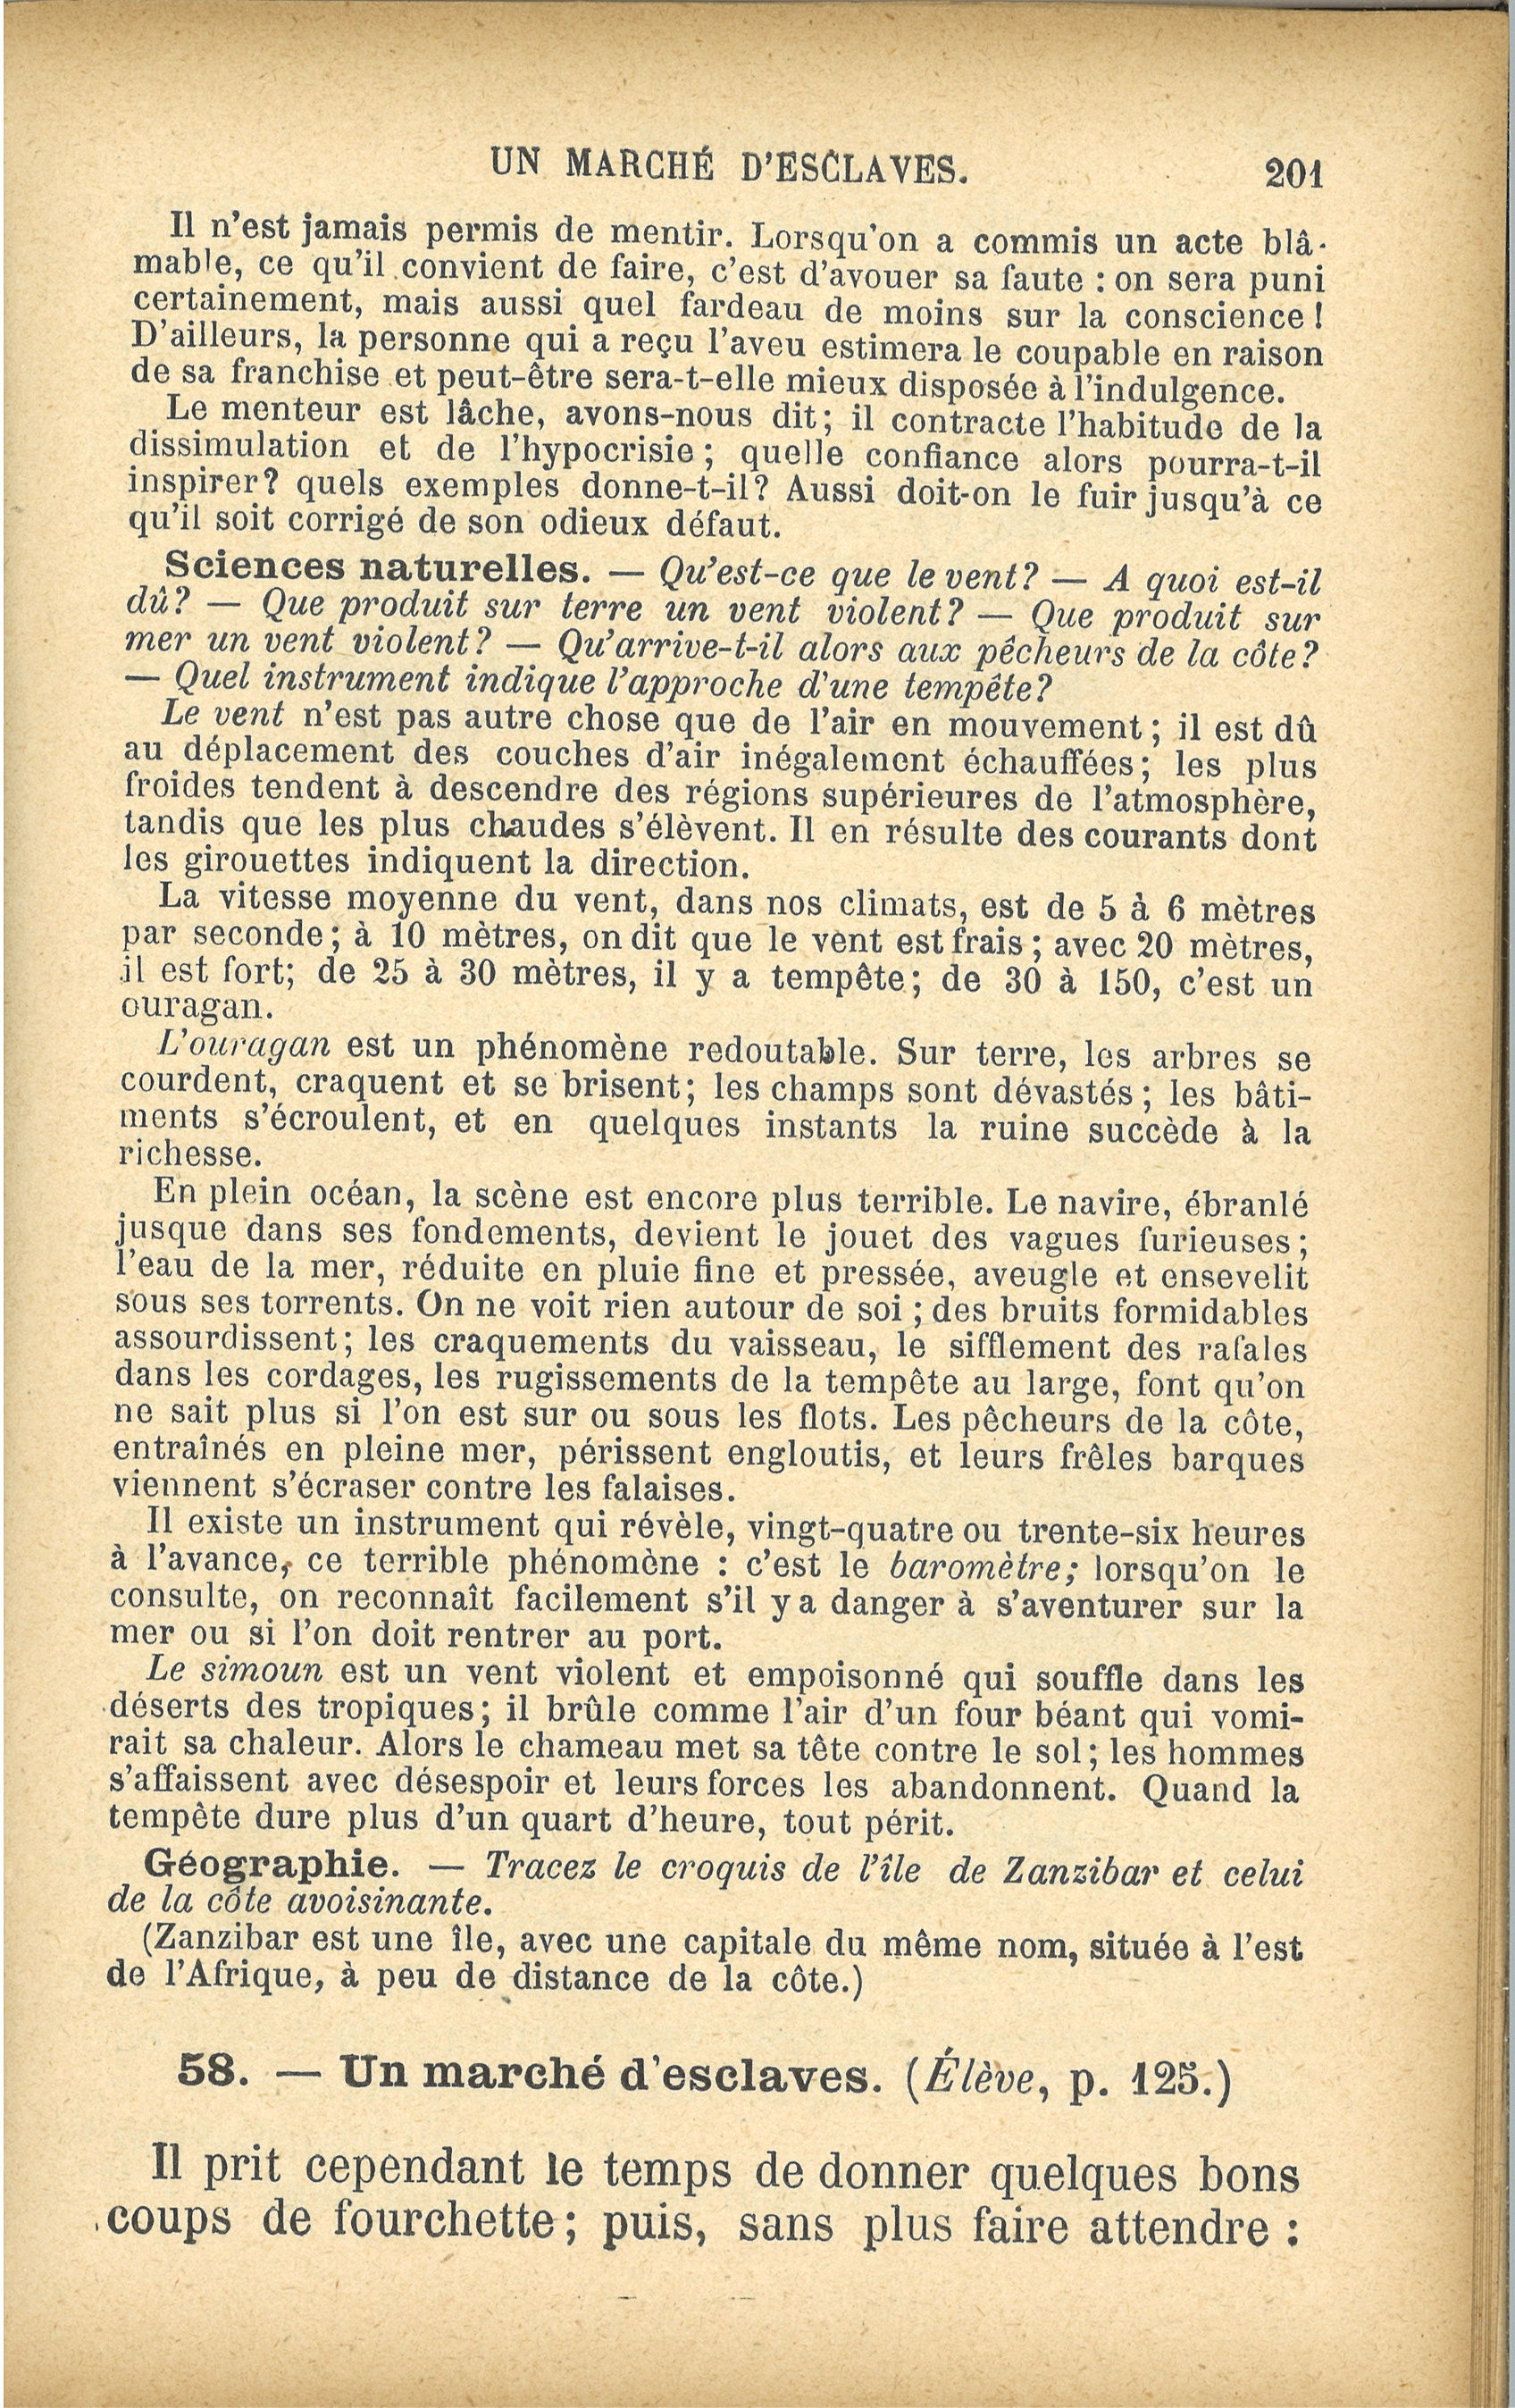 UN MARCHÉ D'ESCLAVES. 201
Il n'est jamais permis de mentir. Lorsqu'on a commis un acte blâ-
mable, ce qu'il convient de faire, c'est d'avouer sa faute : on sera puni
certainement, mais aussi quel fardeau de moins sur la conscience !
D'ailleurs, la personne qui a reçu l'aveu estimera le coupable en raison
de sa franchise et peut-être sera-t-elle mieux disposée à l'indulgence.
Le menteur est lâche, avons-nous dit; il contracte l'habitude de la
dissimulation et de l'hypocrisie ; quelle confiance alors pourra-t-il
inspirer? quels exemples donne-t-il? Aussi doit-on le fuir jusqu'à ce
qu'il soit corrigé de son odieux défaut.
Sciences naturelles. — Qu'est-ce que le vent? — A quoi est-il
dû? — Que produit sur terre un vent violent? — Que produit sur
mer un vent violent? — Qu'arrive-t-il alors aux pêcheurs de la côte?
— Quel instrument indique l'approche d'une tempête?
Le vent n'est pas autre chose que de l'air en mouvement ; il est dû
au déplacement des couches d'air inégalement échauffées; les plus
froides tendent à descendre des régions supérieures de l'atmosphère,
tandis que les plus chaudes s'élèvent. Il en résulte des courants dont
les girouettes indiquent la direction.
La vitesse moyenne du vent, dans nos climats, est de 5 à 6 mètres
par seconde; à 10 mètres, on dit que le vent est frais ; avec 20 mètres,
il est fort; de 25 à 30 mètres, il y a tempête; de 30 à 150, c'est un
ouragan.
L'ouragan est un phénomène redoutable. Sur terre, les arbres se
courdent, craquent et se brisent; les champs sont dévastés ; les bâti-
ments s'écroulent, et en quelques instants la ruine succède à la
richesse.
En plein océan, la scène est encore plus terrible. Le navire, ébranlé
jusque dans ses fondements, devient le jouet des vagues furieuses ;
l'eau de la mer, réduite en pluie fine et pressée, aveugle et ensevelit
sous ses torrents. On ne voit rien autour de soi ; des bruits formidables
assourdissent; les craquements du vaisseau, le sifflement des rafales
dans les cordages, les rugissements de la tempête au large, font qu'on
ne sait plus si l'on est sur ou sous les flots. Les pêcheurs de la côte,
entraînés en pleine mer, périssent engloutis, et leurs frêles barques
viennent s'écraser contre les falaises.
Il existe un instrument qui révèle, vingt-quatre ou trente-six heures
à l'avance, ce terrible phénomène : c'est le baromètre; lorsqu'on le
consulte, on reconnaît facilement s'il y a danger à s'aventurer sur la
mer ou si l'on doit rentrer au port.
Le simoun est un vent violent et empoisonné qui souffle dans les
déserts des tropiques; il brûle comme l'air d'un four béant qui vomi-
rait sa chaleur. Alors le chameau met sa tête contre le sol; les hommes
s'affaissent avec désespoir et leurs forces les abandonnent. Quand la
tempête dure plus d'un quart d'heure, tout périt.
Géographie. — Tracez le croquis de l'île de Zanzibar et celui
de la côte avoisinante.
(Zanzibar est une île, avec une capitale du même nom, située à l'est
de l'Afrique, à peu de distance de la côte.)
58. — Un marché d'esclaves. (Élève, p. 125.)
Il prit cependant le temps de donner quelques bons
coups de fourchette ; puis, sans plus faire attendre :